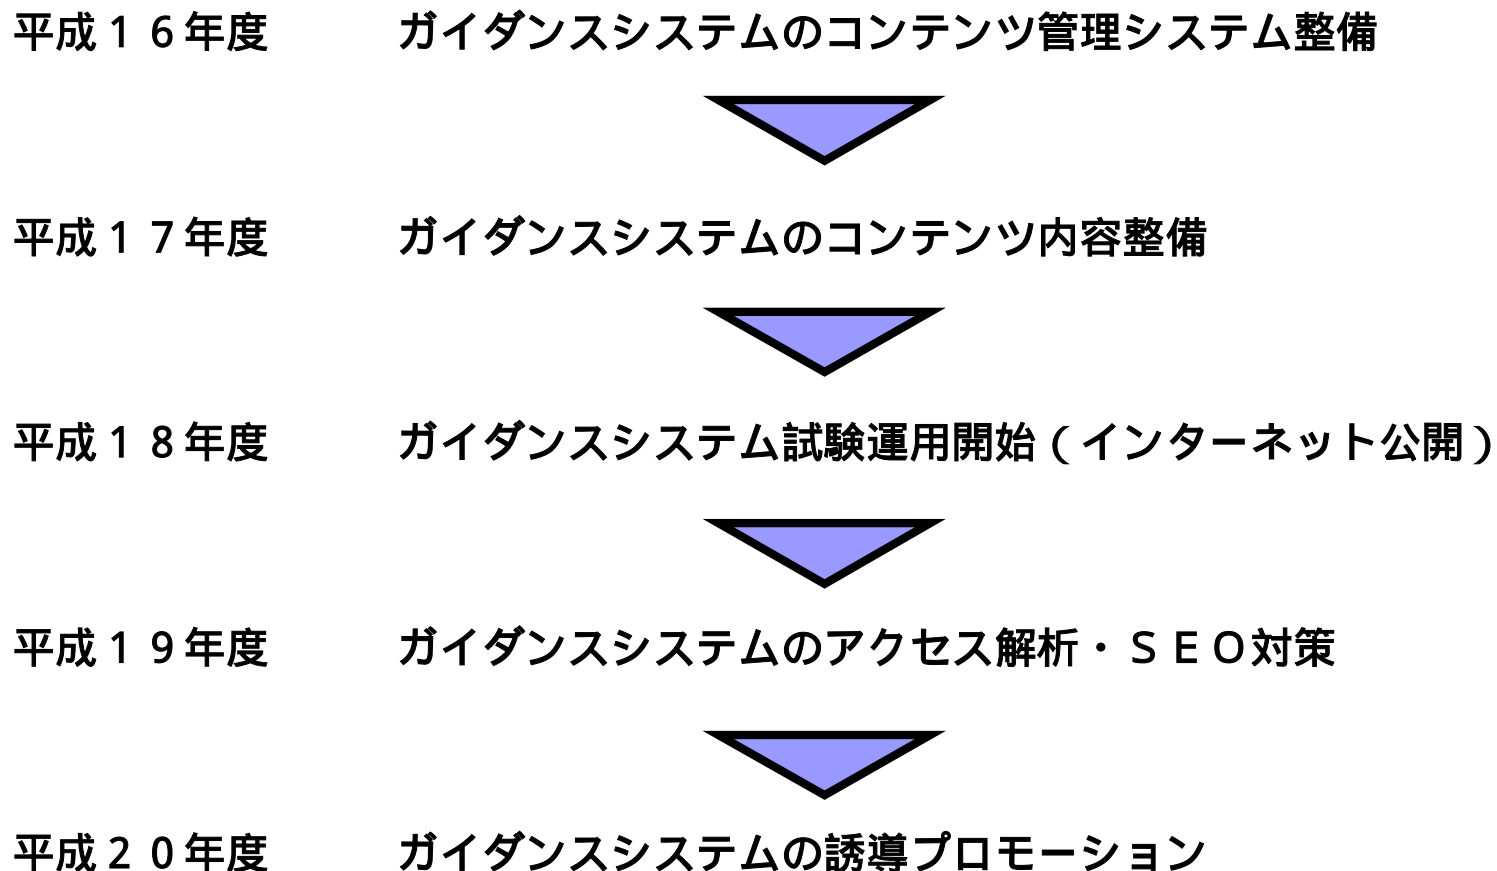 平成１６年度　ガイダンスシステムのコンテンツ管理システム整備
平成１７年度　ガイダンスシステムのコンテンツ内容整備
平成１８年度　ガイダンスシステム試験運用開始（インターネット公開）
平成１９年度　ガイダンスシステムのアクセス解析・ＳＥＯ対策
平成２０年度　ガイダンスシステムの誘導プロモーション